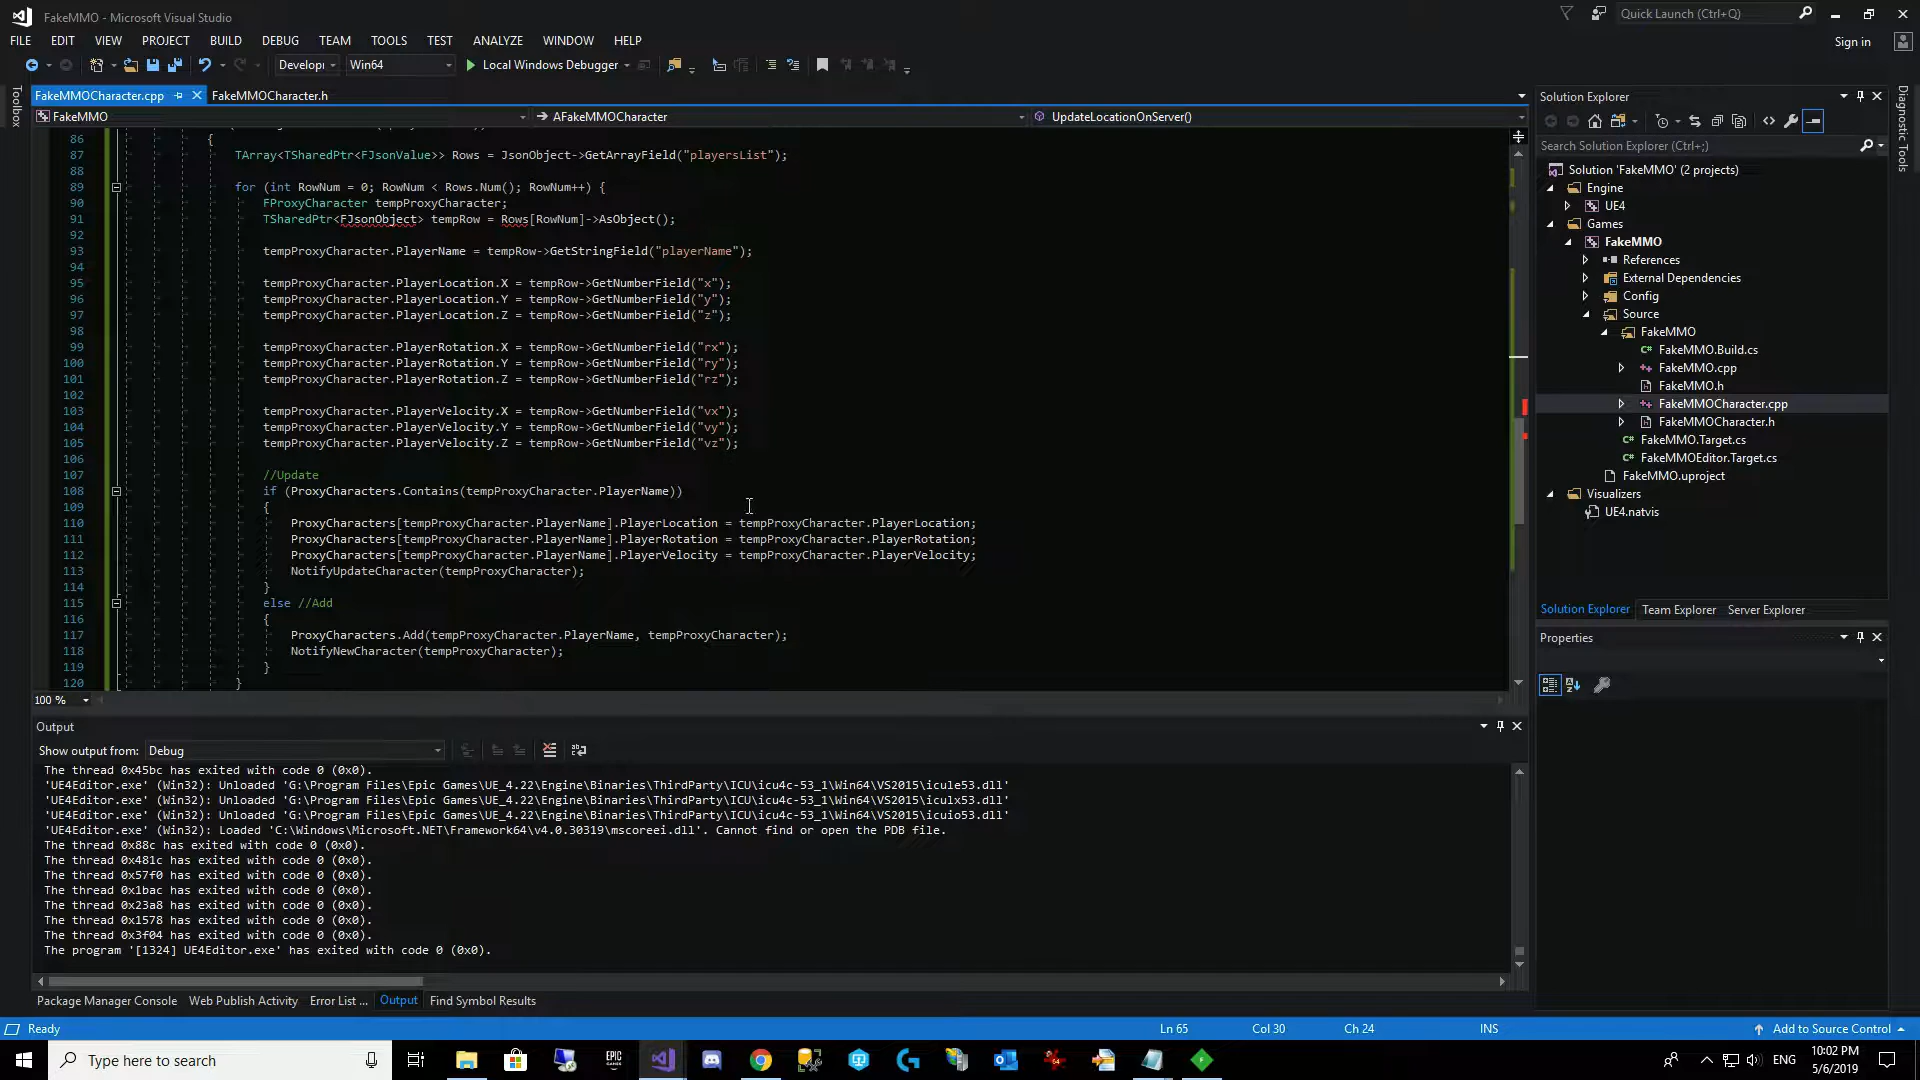 FakeMMO - Microsoft Visual Studio
Quick Launch (Ctrl+Q)
FILE EDIT VIEW PROJECT BUILD DEBUG TEAM TOOLS TEST ANALYZE WINDOW HELP
Sign in
Develop Win64 Local Windows Debugger
Toolbox
FakeMMOCharacter.cpp FakeMMOCharacter.h
FakeMMO AFakeMMOCharacter UpdateLocationOnServer()
86 {
87 TArray<TSharedPtr<FJsonValue>> Rows = JsonObject->GetArrayField("playersList");
88
89 for (int RowNum = 0; RowNum < Rows.Num(); RowNum++) {
90 FProxyCharacter tempProxyCharacter;
91 TSharedPtr<FJsonObject> tempRow = Rows[RowNum]->AsObject();
92
93 tempProxyCharacter.PlayerName = tempRow->GetStringField("playerName");
94
95 tempProxyCharacter.PlayerLocation.X = tempRow->GetNumberField("x");
96 tempProxyCharacter.PlayerLocation.Y = tempRow->GetNumberField("y");
97 tempProxyCharacter.PlayerLocation.Z = tempRow->GetNumberField("z");
98
99 tempProxyCharacter.PlayerRotation.X = tempRow->GetNumberField("rx");
100 tempProxyCharacter.PlayerRotation.Y = tempRow->GetNumberField("ry");
101 tempProxyCharacter.PlayerRotation.Z = tempRow->GetNumberField("rz");
102
103 tempProxyCharacter.PlayerVelocity.X = tempRow->GetNumberField("vx");
104 tempProxyCharacter.PlayerVelocity.Y = tempRow->GetNumberField("vy");
105 tempProxyCharacter.PlayerVelocity.Z = tempRow->GetNumberField("vz");
106
107 //Update
108 if (ProxyCharacters.Contains(tempProxyCharacter.PlayerName))
109 {
110 ProxyCharacters[tempProxyCharacter.PlayerName].PlayerLocation = tempProxyCharacter.PlayerLocation;
111 ProxyCharacters[tempProxyCharacter.PlayerName].PlayerRotation = tempProxyCharacter.PlayerRotation;
112 ProxyCharacters[tempProxyCharacter.PlayerName].PlayerVelocity = tempProxyCharacter.PlayerVelocity;
113 NotifyUpdateCharacter(tempProxyCharacter);
114 }
115 else //Add
116 {
117 ProxyCharacters.Add(tempProxyCharacter.PlayerName, tempProxyCharacter);
118 NotifyNewCharacter(tempProxyCharacter);
119 }
120 }
100 %
Output
Show output from: Debug
The thread 0x45bc has exited with code 0 (0x0).
'UE4Editor.exe' (Win32): Unloaded 'G:\Program Files\Epic Games\UE_4.22\Engine\Binaries\ThirdParty\ICU\icu4c-53_1\Win64\VS2015\icule53.dll'
'UE4Editor.exe' (Win32): Unloaded 'G:\Program Files\Epic Games\UE_4.22\Engine\Binaries\ThirdParty\ICU\icu4c-53_1\Win64\VS2015\iculx53.dll'
'UE4Editor.exe' (Win32): Unloaded 'G:\Program Files\Epic Games\UE_4.22\Engine\Binaries\ThirdParty\ICU\icu4c-53_1\Win64\VS2015\icuio53.dll'
'UE4Editor.exe' (Win32): Loaded 'C:\Windows\Microsoft.NET\Framework64\v4.0.30319\mscoreei.dll'. Cannot find or open the PDB file.
The thread 0x88c has exited with code 0 (0x0).
The thread 0x481c has exited with code 0 (0x0).
The thread 0x57f0 has exited with code 0 (0x0).
The thread 0x1bac has exited with code 0 (0x0).
The thread 0x23a8 has exited with code 0 (0x0).
The thread 0x1578 has exited with code 0 (0x0).
The thread 0x3f04 has exited with code 0 (0x0).
The program '[1324] UE4Editor.exe' has exited with code 0 (0x0).
Package Manager Console Web Publish Activity Error List ... Output Find Symbol Results
Solution Explorer
Search Solution Explorer (Ctrl+;)
Solution 'FakeMMO' (2 projects)
Engine
UE4
Games
FakeMMO
References
External Dependencies
Config
Source
FakeMMO
FakeMMO.Build.cs
FakeMMO.cpp
FakeMMO.h
FakeMMOCharacter.cpp
FakeMMOCharacter.h
FakeMMO.Target.cs
FakeMMOEditor.Target.cs
FakeMMO.uproject
Visualizers
UE4.natvis
Solution Explorer Team Explorer Server Explorer
Properties
Diagnostic Tools
Ready Ln 65 Col 30 Ch 24 INS Add to Source Control
Type here to search
EPIC GAMES
64
ENG
10:02 PM
5/6/2019